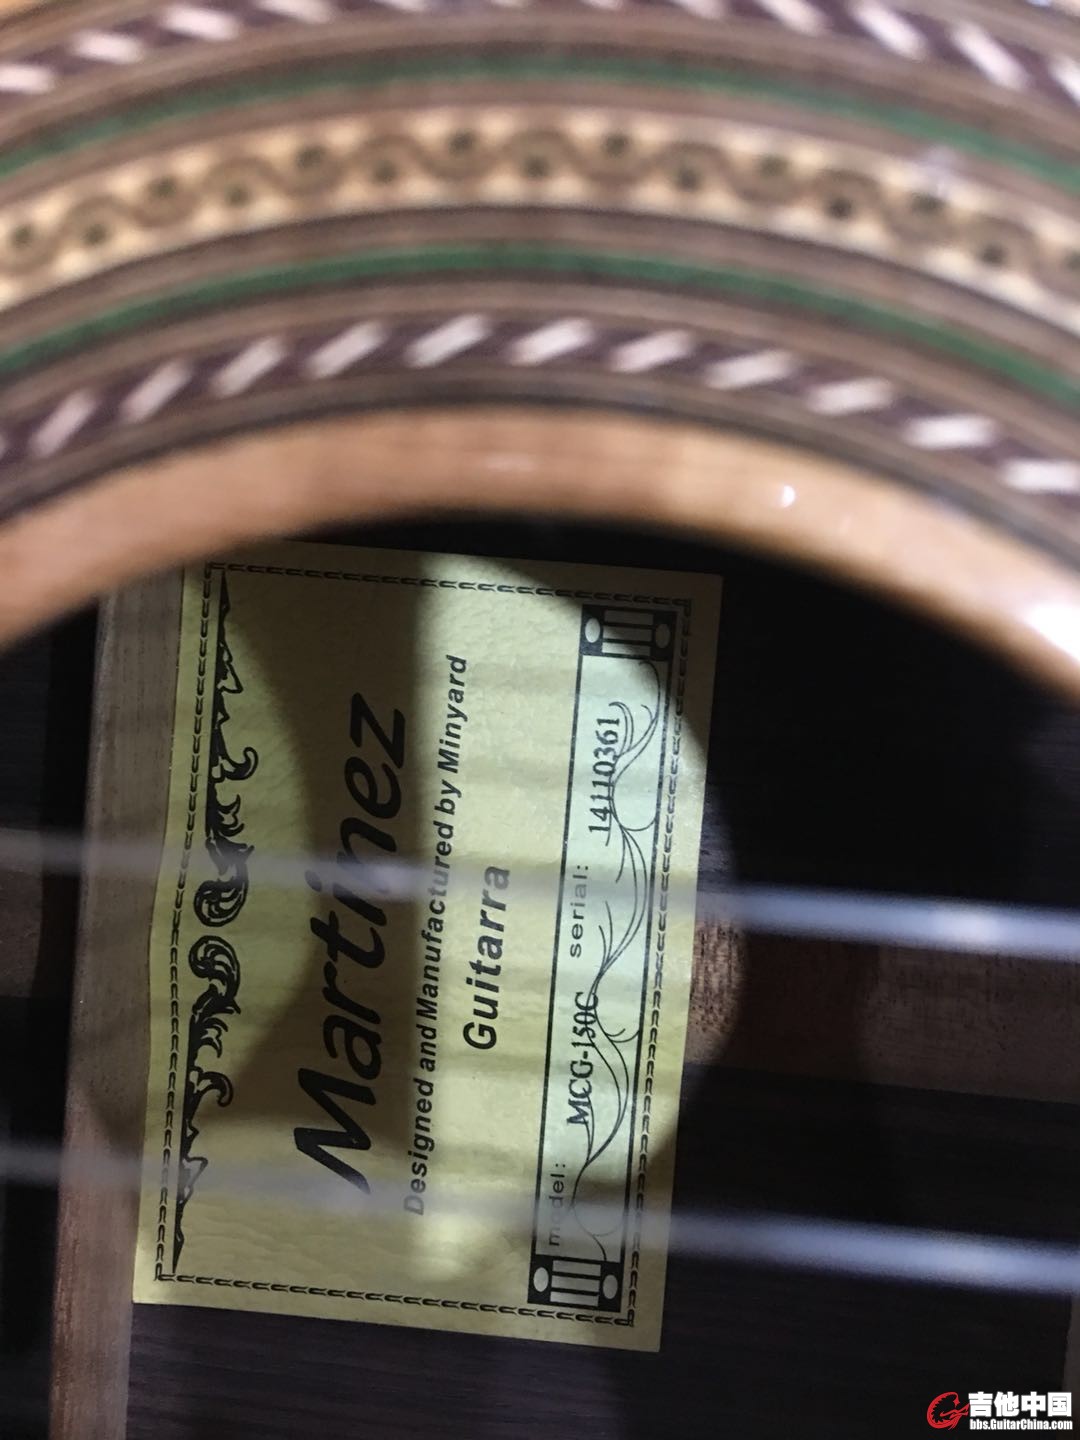 Martinez
Designed and Manufactured by Minyard
Guitarra
model: MCG-150C serial: 14110361
吉他中国
bbs.GuitarChina.com